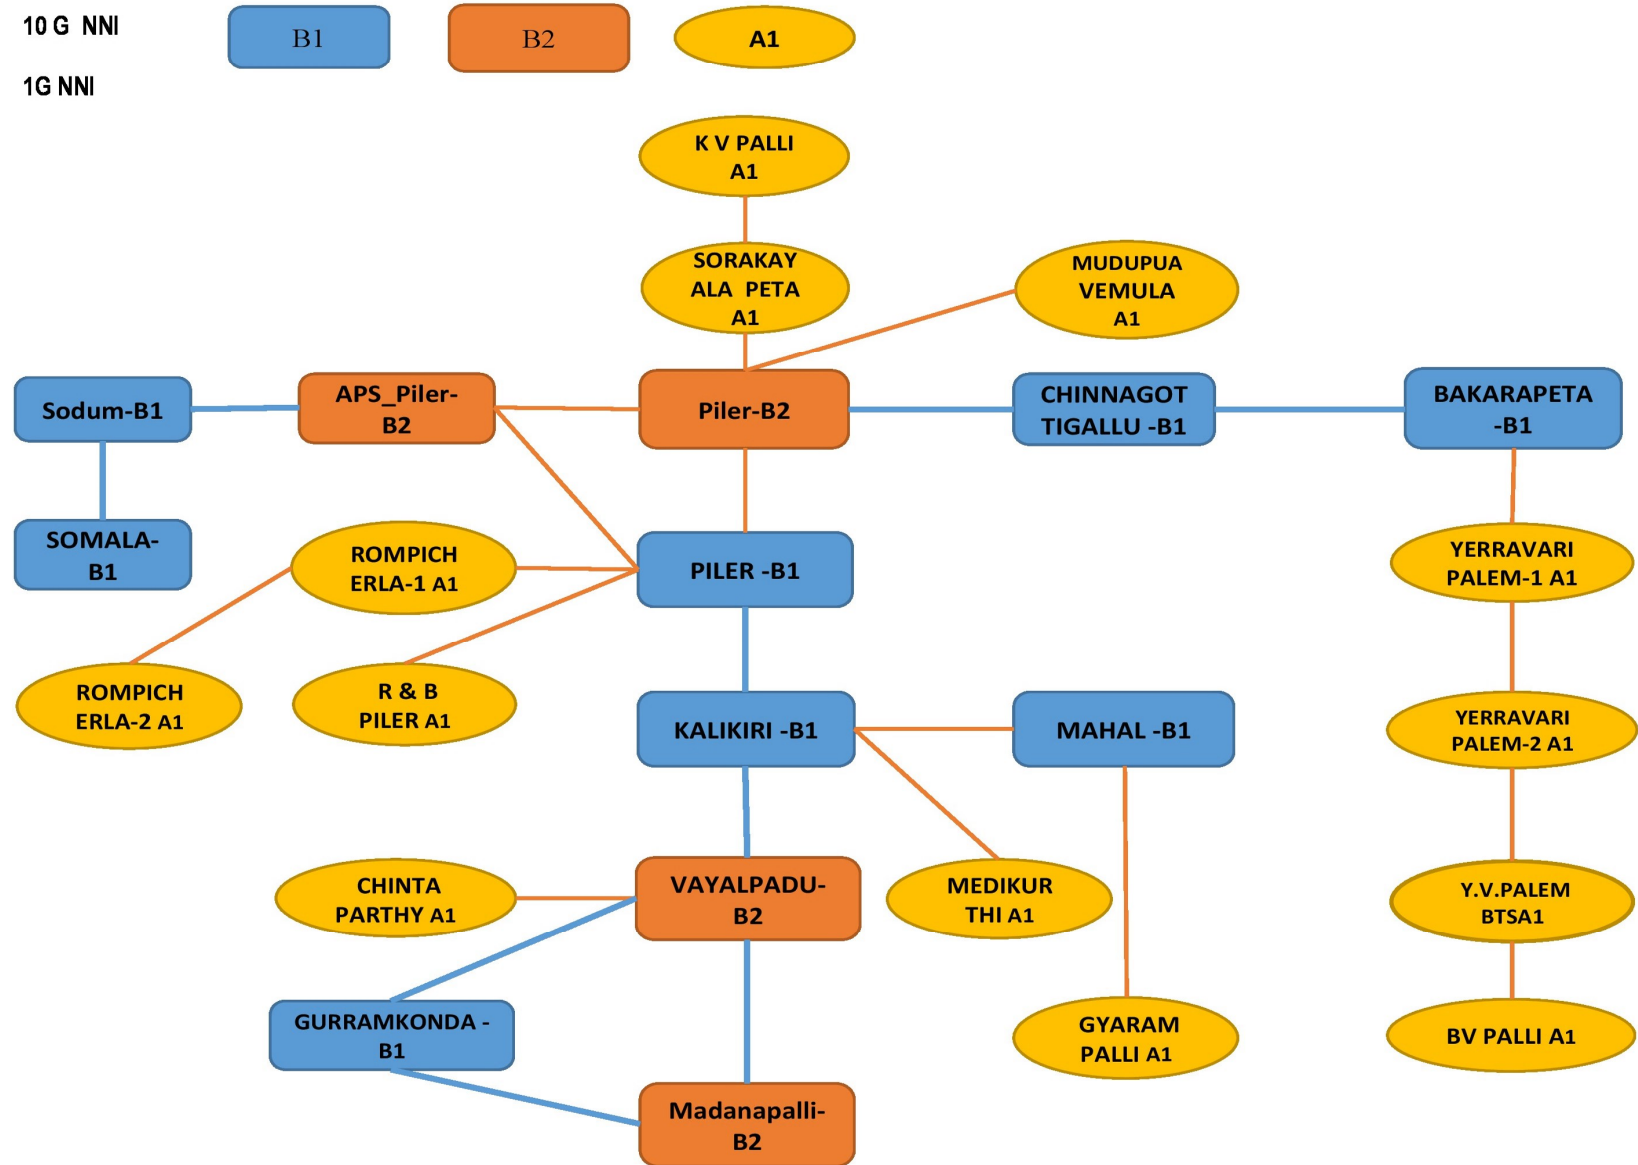 10 G NNI
B1
B2
A1
1G NNI
K V PALLI
A1
SORAKAY
ALA PETA
A1
MUDUPUA
VEMULA
A1
Sodum-B1
APS_Piler-
B2
Piler-B2
CHINNAGOT
TIGALLU -B1
BAKARAPETA
-B1
SOMALA-
B1
ROMPICH
ERLA-1 A1
PILER -B1
YERRAVARI
PALEM-1 A1
ROMPICH
ERLA-2 A1
R & B
PILER A1
KALIKIRI -B1
MAHAL -B1
YERRAVARI
PALEM-2 A1
CHINTA
PARTHY A1
VAYALPADU-
B2
MEDIKUR
THI A1
Y.V.PALEM
BTSA1
GURRAMKONDA -
B1
GYARAM
PALLI A1
BV PALLI A1
Madanapalli-
B2